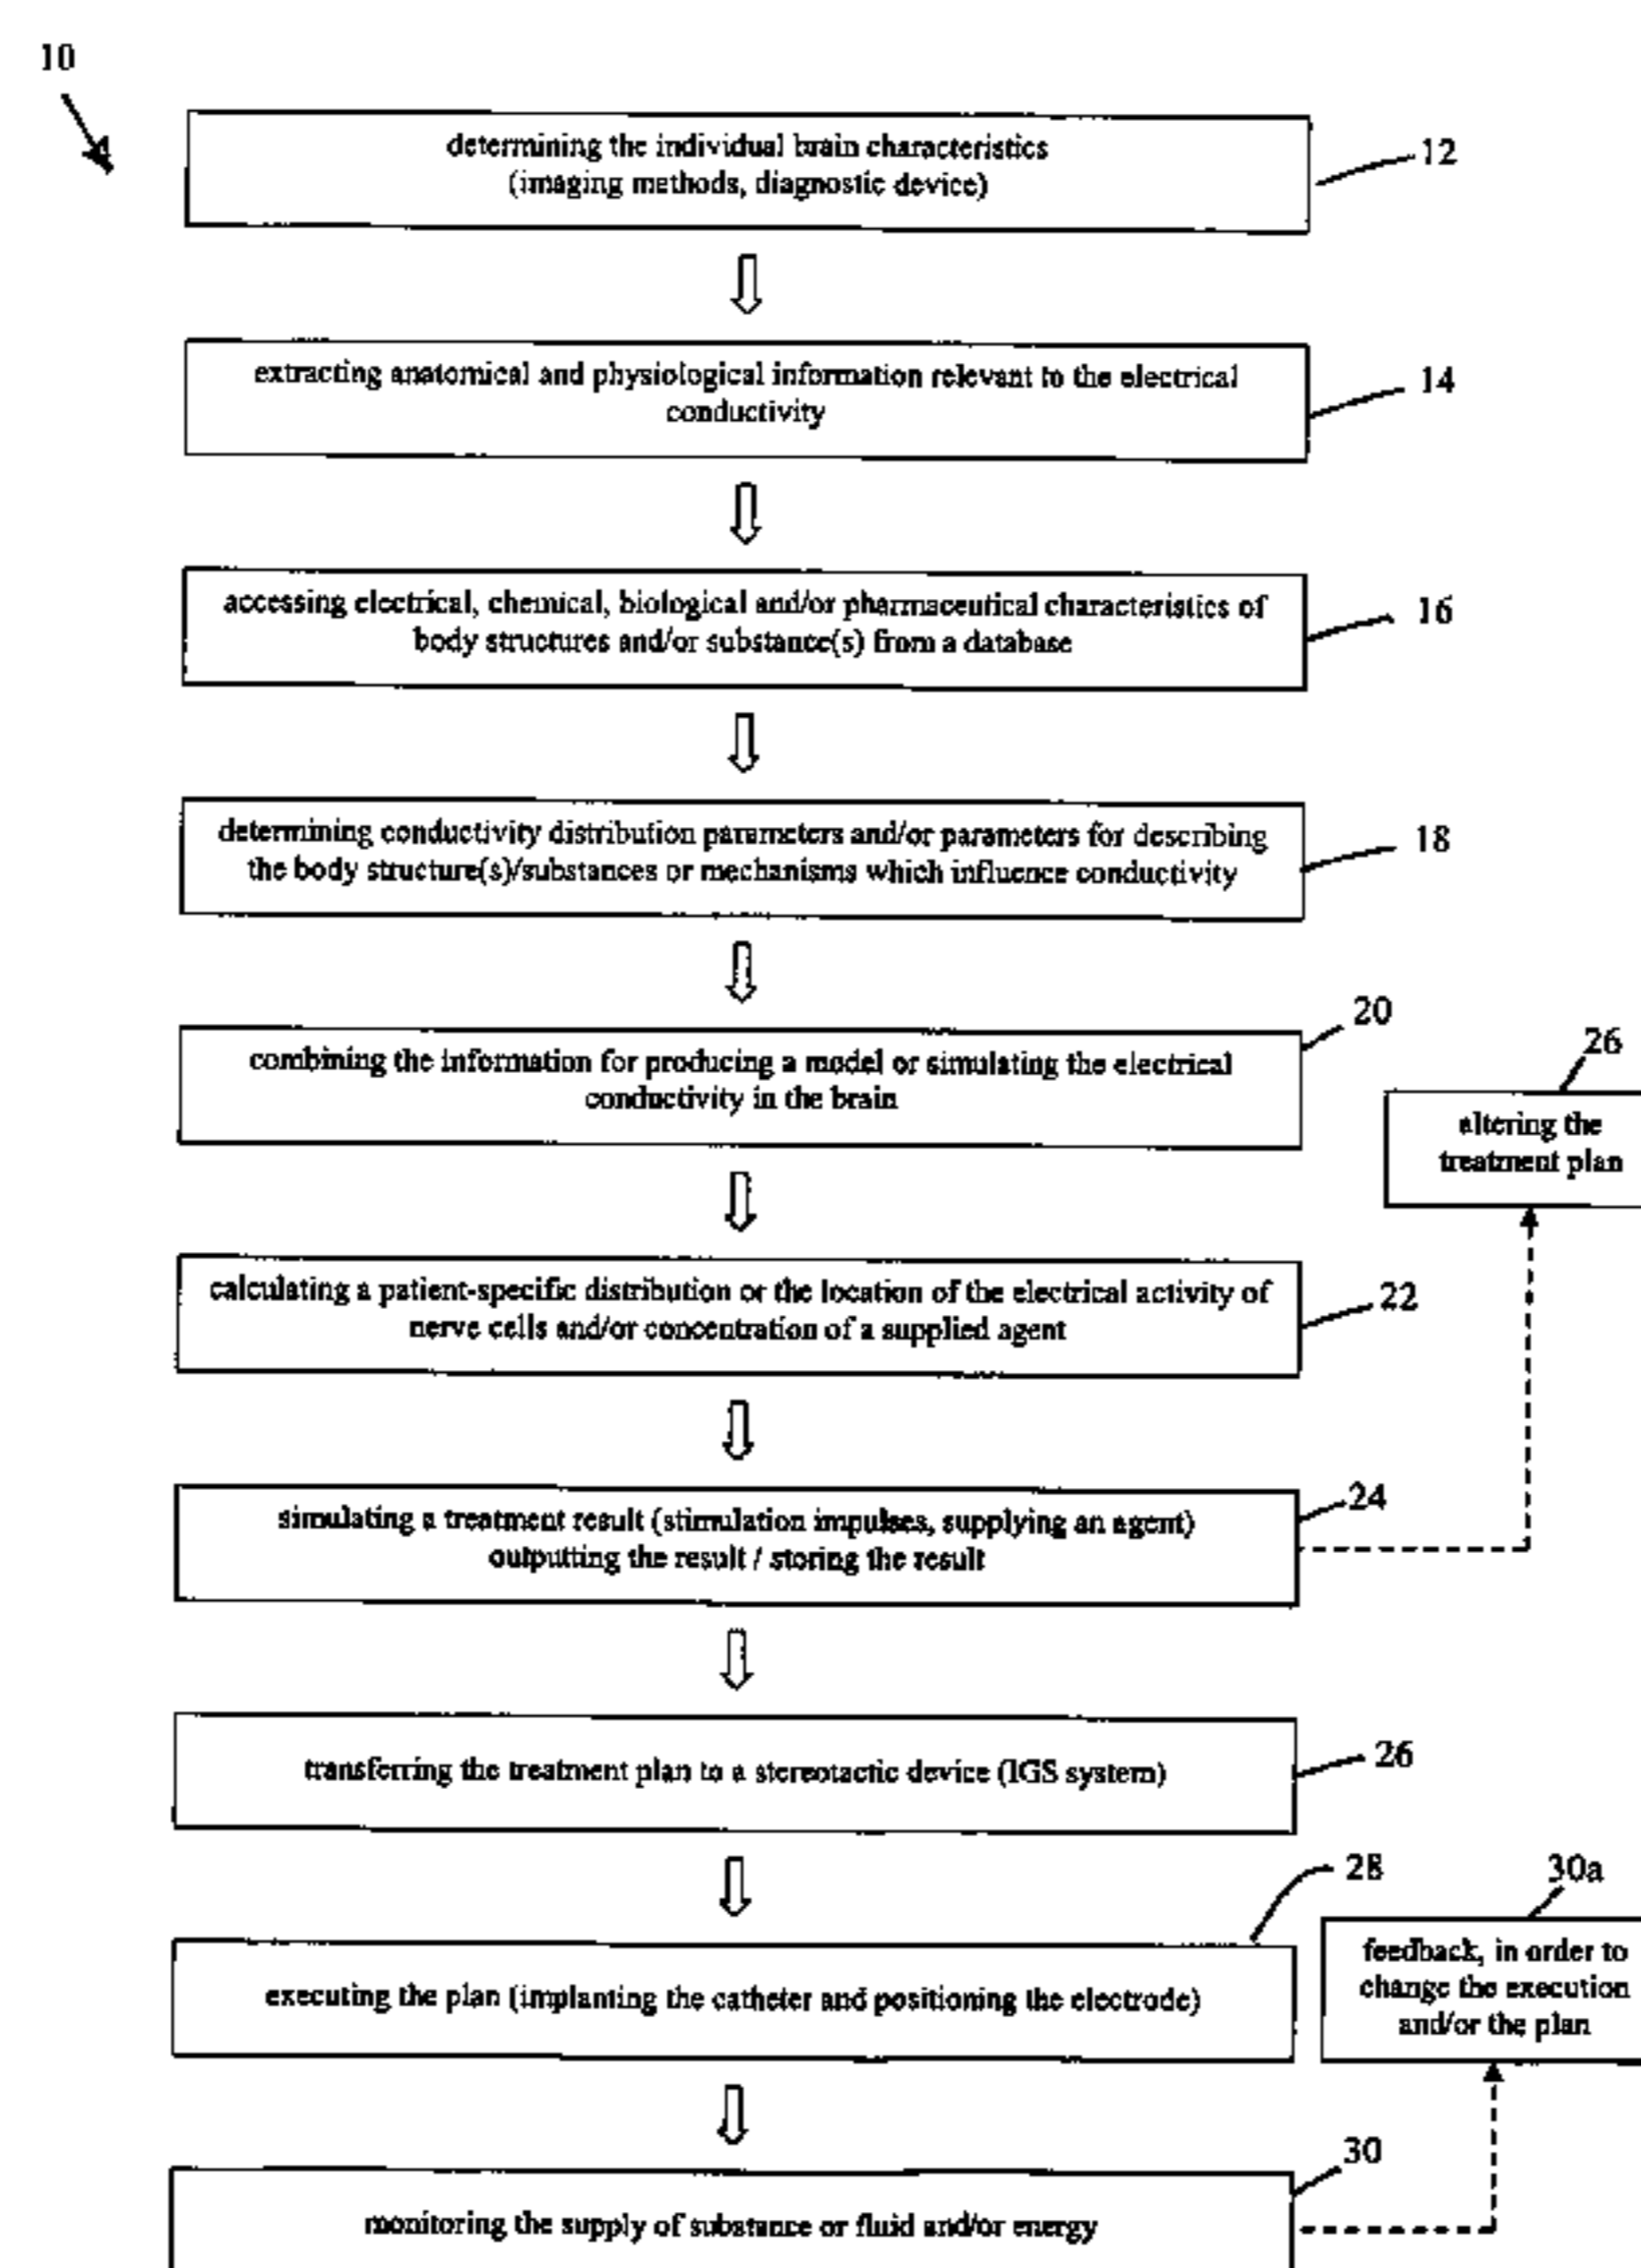 10
determining the individual brain characteristics
(imaging methods, diagnostic device)
12
extracting anatomical and physiological information relevant to the electrical
conductivity
14
accessing electrical, chemical, biological and/or pharmaceutical characteristics of
body structures and/or substance(s) from a database
16
determining conductivity distribution parameters and/or parameters for describing
the body structure(s)/substances or mechanisms which influence conductivity
18
combining the information for producing a model or simulating the electrical
conductivity in the brain
20
26
altering the
treatment plan
calculating a patient-specific distribution or the location of the electrical activity of
nerve cells and/or concentration of a supplied agent
22
simulating a treatment result (stimulation impulses, supplying an agent)
outputting the result / storing the result
24
transferring the treatment plan to a stereotactic device (IGS system)
26
executing the plan (implanting the catheter and positioning the electrode)
28
30a
feedback, in order to
change the execution
and/or the plan
monitoring the supply of substance or fluid and/or energy
30